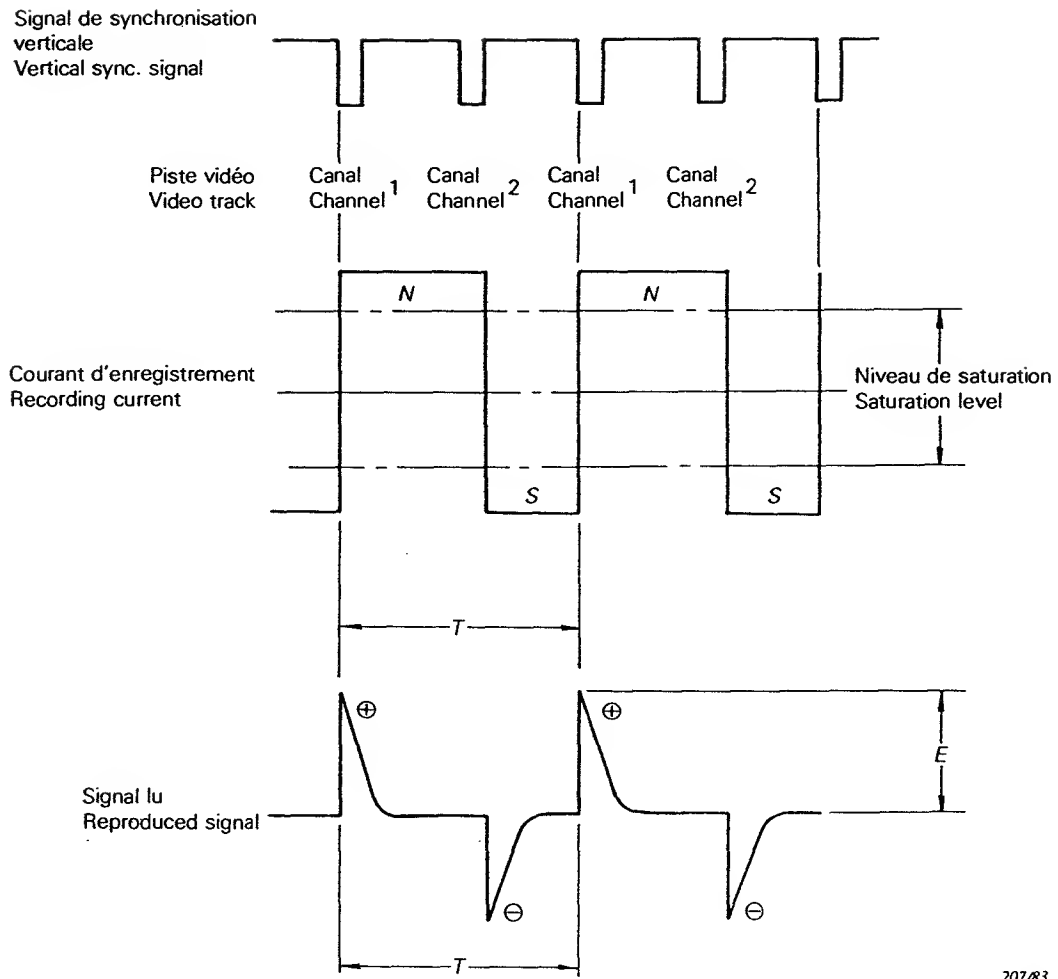 Signal de synchronisation
verticale
Vertical sync. signal
Piste vidéo
Video track
Canal
Channel 1
Canal
Channel 2
Canal
Channel 1
Canal
Channel 2
N
N
Courant d'enregistrement
Recording current
Niveau de saturation
Saturation level
S
S
T
⊕
⊕
E
Signal lu
Reproduced signal
⊖
⊖
T
207/83